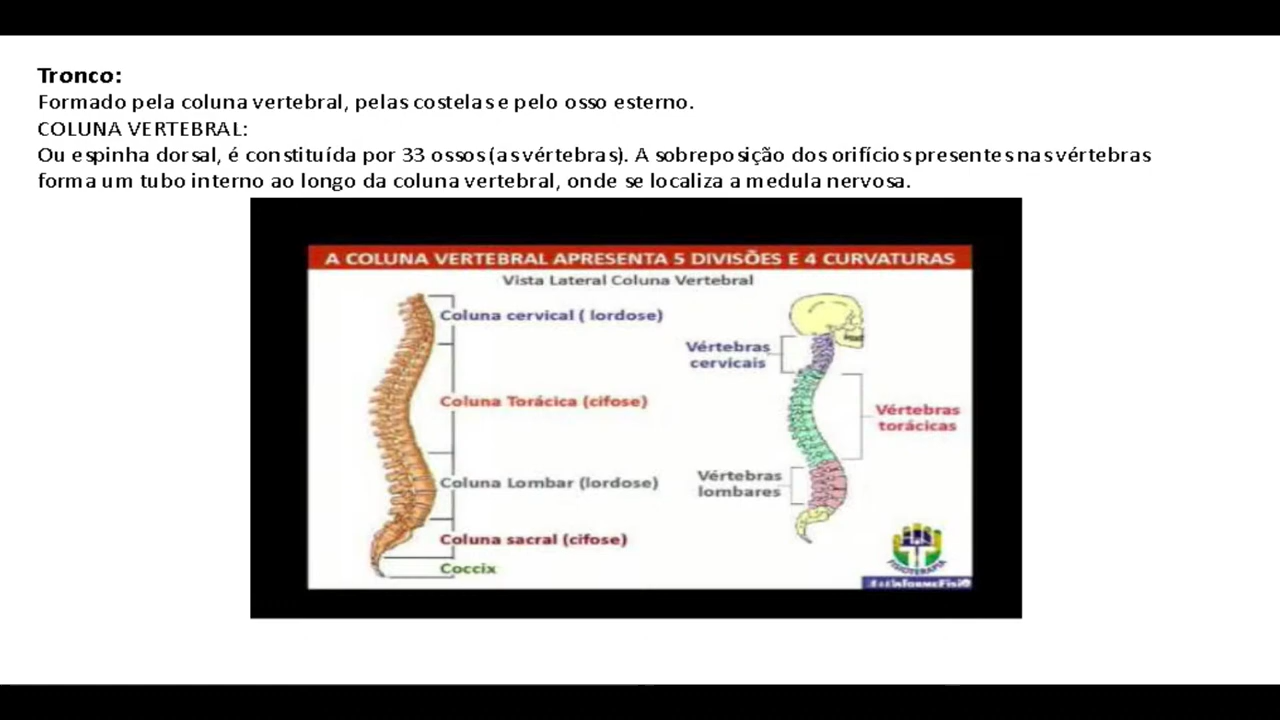 Tronco:
Formado pela coluna vertebral, pelas costelas e pelo osso esterno.
COLUNA VERTEBRAL:
Ou espinha dorsal, é constituída por 33 ossos (as vértebras). A sobreposição dos orifícios presentes nas vértebras
forma um tubo interno ao longo da coluna vertebral, onde se localiza a medula nervosa.
A COLUNA VERTEBRAL APRESENTA 5 DIVISÕES E 4 CURVATURAS
Vista Lateral Coluna Vertebral
Coluna cervical ( lordose)
Coluna Torácica (cifose)
Coluna Lombar (lordose)
Coluna sacral (cifose)
Coccix
Vértebras
cervicais
Vértebras
torácicas
Vértebras
lombares
FISIOTERAPIA